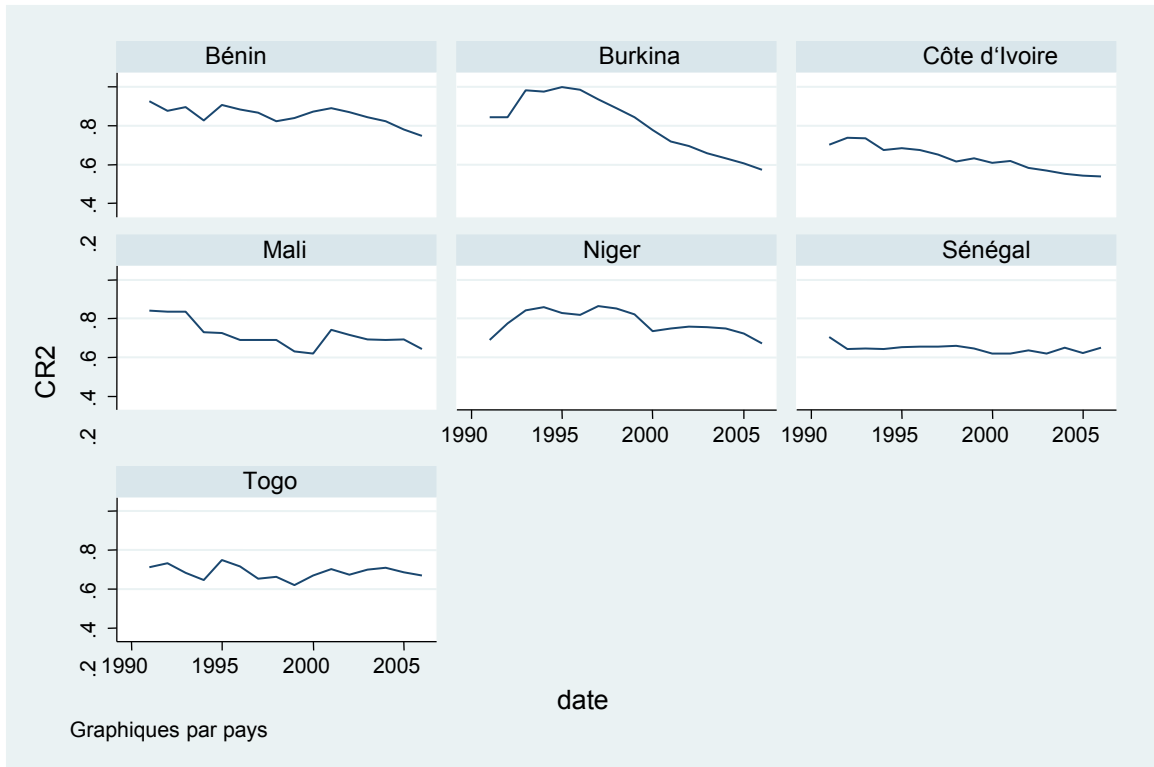 Bénin Burkina Côte d‘Ivoire
.8
.6
.4
.2
Mali Niger Sénégal
.8
.6
.4
.2
1990 1995 2000 2005 1990 1995 2000 2005
Togo
.8
.6
.4
.2
1990 1995 2000 2005
CR2
date
Graphiques par pays